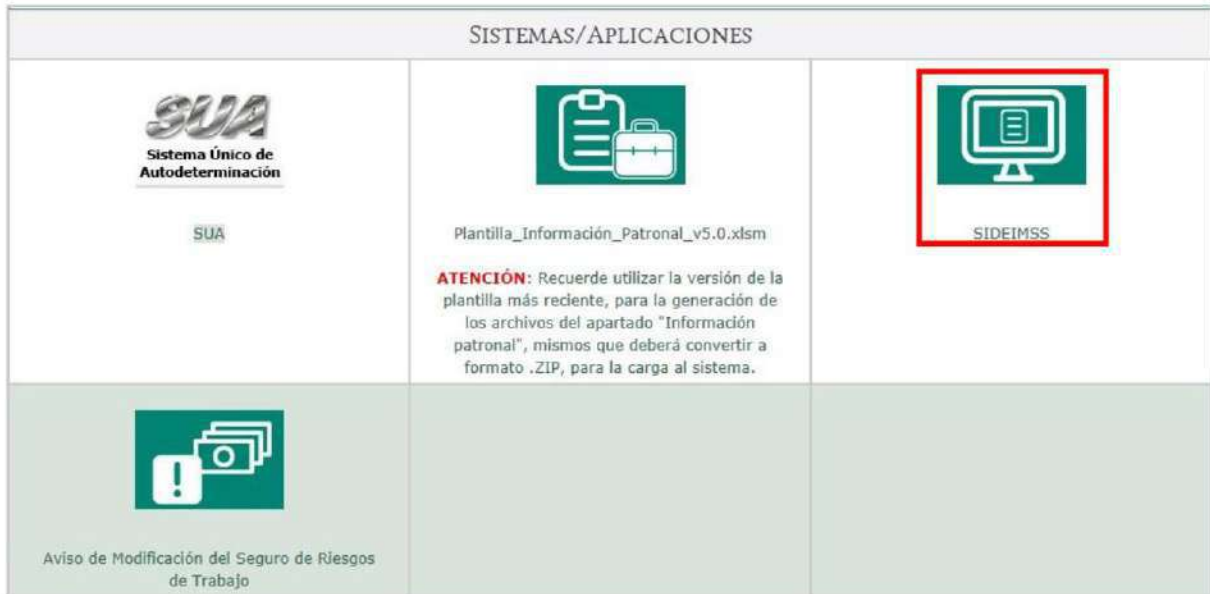 SISTEMAS/APLICACIONES
SUA
Sistema Único de
Autodeterminación
SUA
Plantilla_Información_Patronal_v5.0.xlsm
ATENCIÓN: Recuerde utilizar la versión de la
plantilla más reciente, para la generación de
los archivos del apartado "Información
patronal", mismos que deberá convertir a
formato .ZIP, para la carga al sistema.
SIDEIMSS
Aviso de Modificación del Seguro de Riesgos
de Trabajo